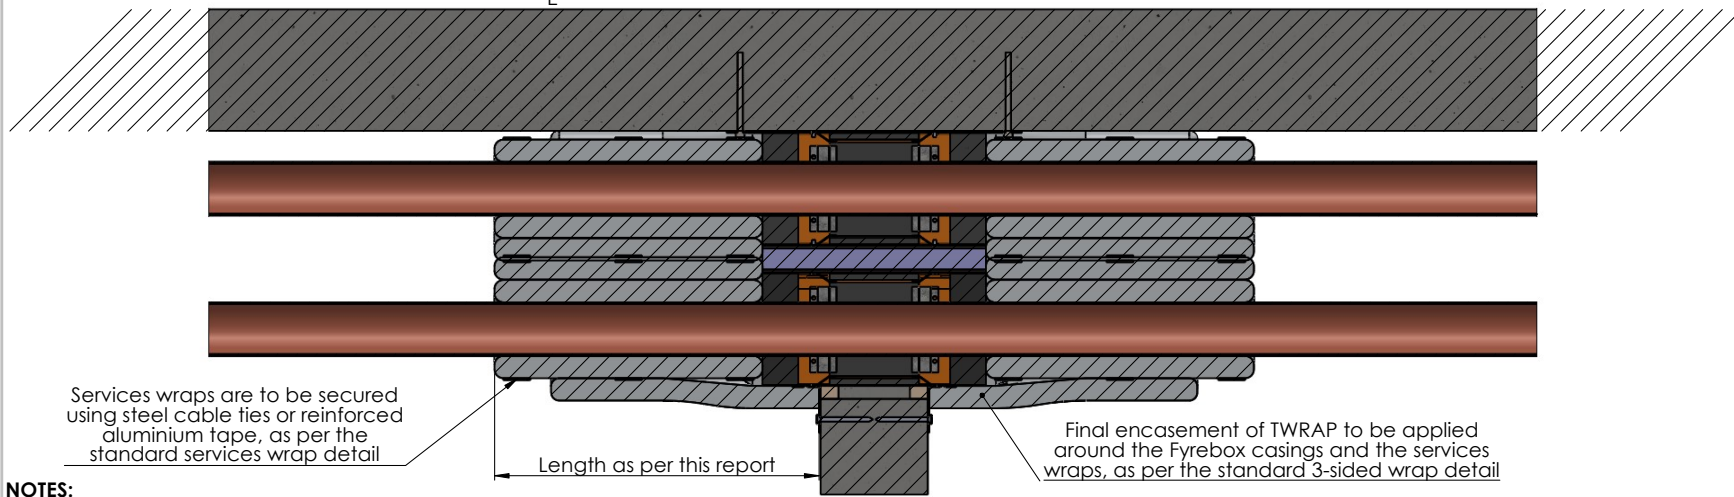 E
Services wraps are to be secured
using steel cable ties or reinforced
aluminium tape, as per the
standard services wrap detail
Length as per this report
Final encasement of TWRAP to be applied
around the Fyrebox casings and the services
wraps, as per the standard 3-sided wrap detail
NOTES: